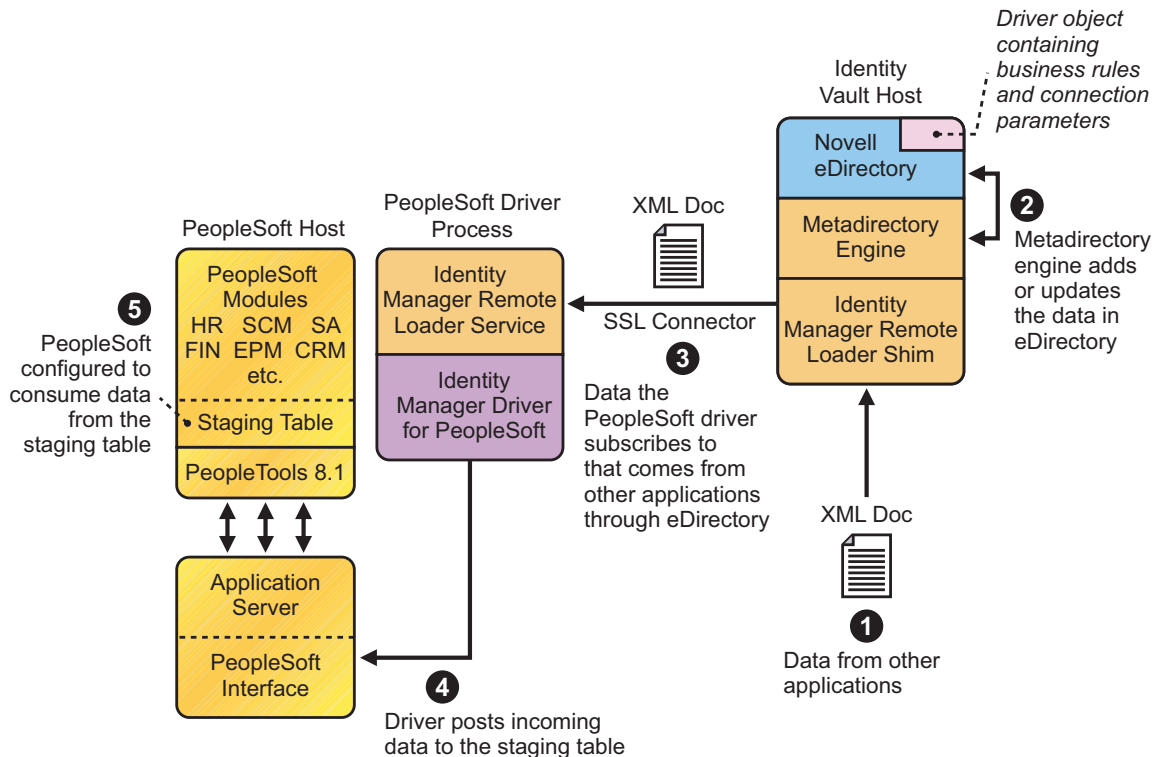 Driver object
containing
business rules
and connection
parameters
Identity
Vault Host
Novell
eDirectory
Metadirectory
Engine
Identity
Manager Remote
Loader Shim
2
Metadirectory
engine adds
or updates
the data in
eDirectory
XML Doc
SSL Connector
3
Data the
PeopleSoft driver
subscribes to
that comes from
other applications
through eDirectory
XML Doc
1
Data from other
applications
PeopleSoft Driver
Process
Identity
Manager Remote
Loader Service
Identity
Manager Driver
for PeopleSoft
4
Driver posts incoming
data to the staging table
PeopleSoft Host
PeopleSoft
Modules
HR SCM SA
FIN EPM CRM
etc.
Staging Table
PeopleTools 8.1
5
PeopleSoft
configured to
consume data
from the
staging table
Application
Server
PeopleSoft
Interface